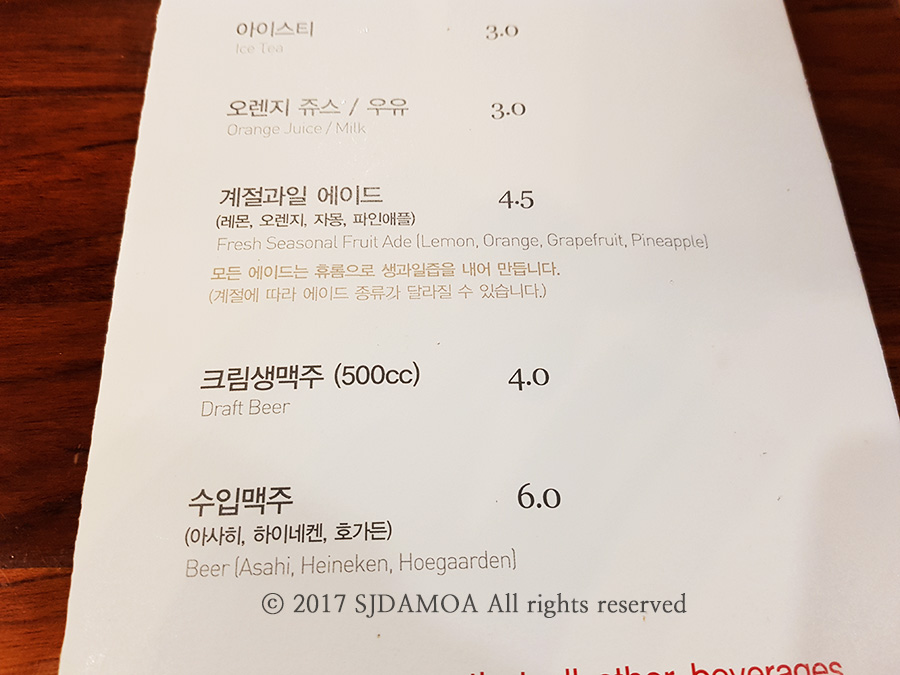 아이스티 3.0
Ice Tea
오렌지 쥬스 / 우유 3.0
Orange Juice / Milk
계절과일 에이드 4.5
(레몬, 오렌지, 자몽, 파인애플)
Fresh Seasonal Fruit Ade (Lemon, Orange, Grapefruit, Pineapple)
모든 에이드는 휴롬으로 생과일즙을 내어 만듭니다.
(계절에 따라 에이드 종류가 달라질 수 있습니다.)
크림생맥주 (500cc) 4.0
Draft Beer
수입맥주 6.0
(아사히, 하이네켄, 호가든)
Beer (Asahi, Heineken, Hoegaarden)
© 2017 SJDAMOA All rights reserved
other beverages